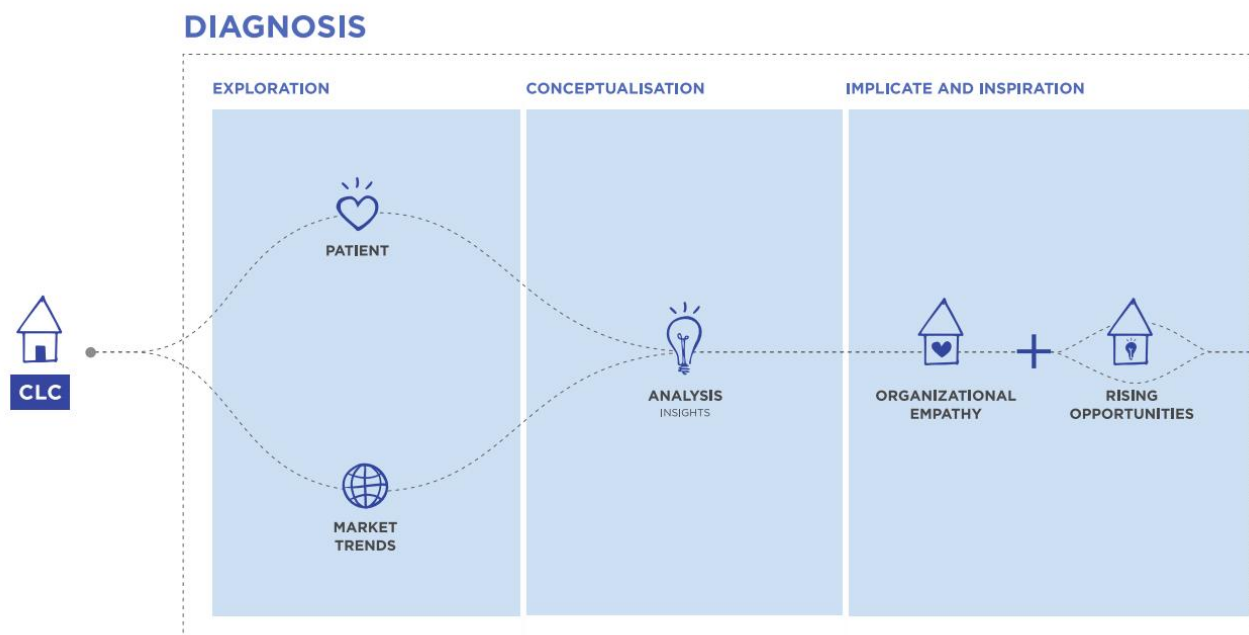 DIAGNOSIS
EXPLORATION
CONCEPTUALISATION
IMPLICATE AND INSPIRATION
PATIENT
CLC
ANALYSIS
INSIGHTS
ORGANIZATIONAL
EMPATHY
RISING
OPPORTUNITIES
MARKET
TRENDS